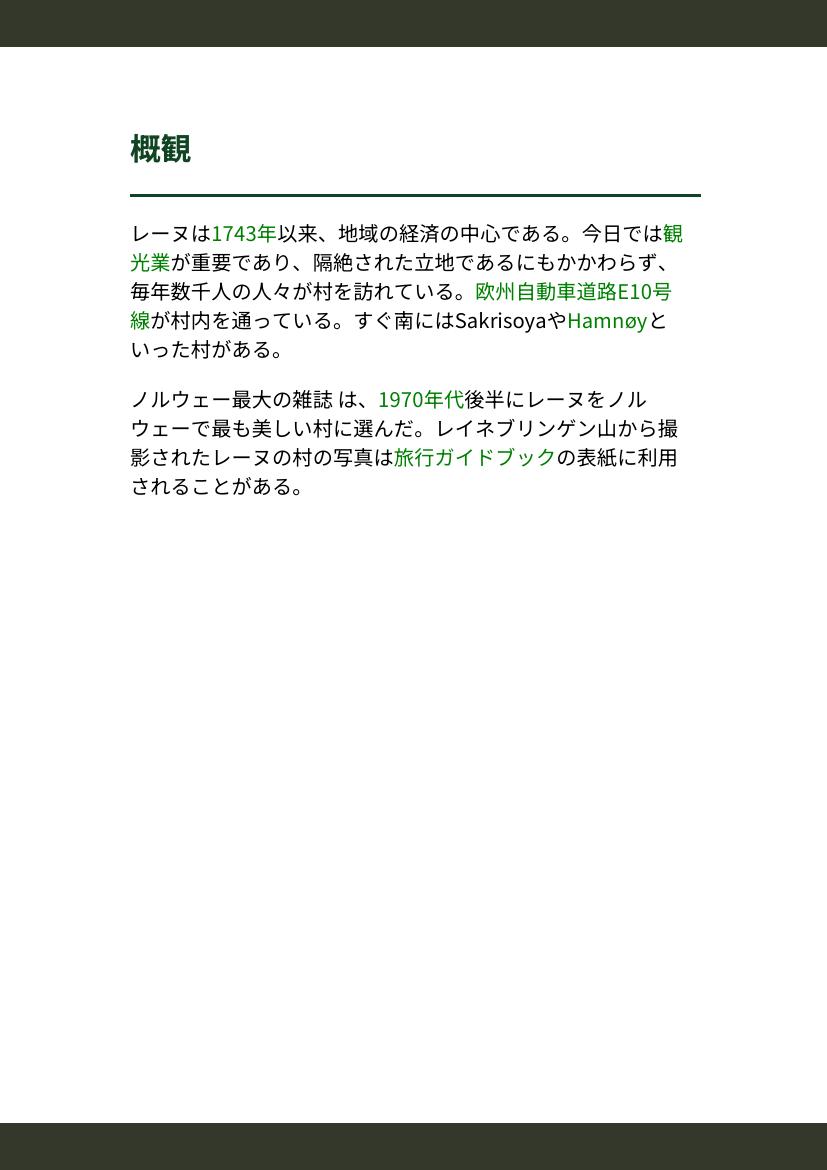 概観
レーヌは1743年以来、地域の経済の中心である。今日では観
光業が重要であり、隔絶された立地であるにもかかわらず、
毎年数千人の人々が村を訪れている。欧州自動車道路E10号
線が村内を通っている。すぐ南にはSakrisoyaやHamnøyと
いった村がある。
ノルウェー最大の雑誌 は、1970年代後半にレーヌをノル
ウェーで最も美しい村に選んだ。レイネブリンゲン山から撮
影されたレーヌの村の写真は旅行ガイドブックの表紙に利用
されることがある。